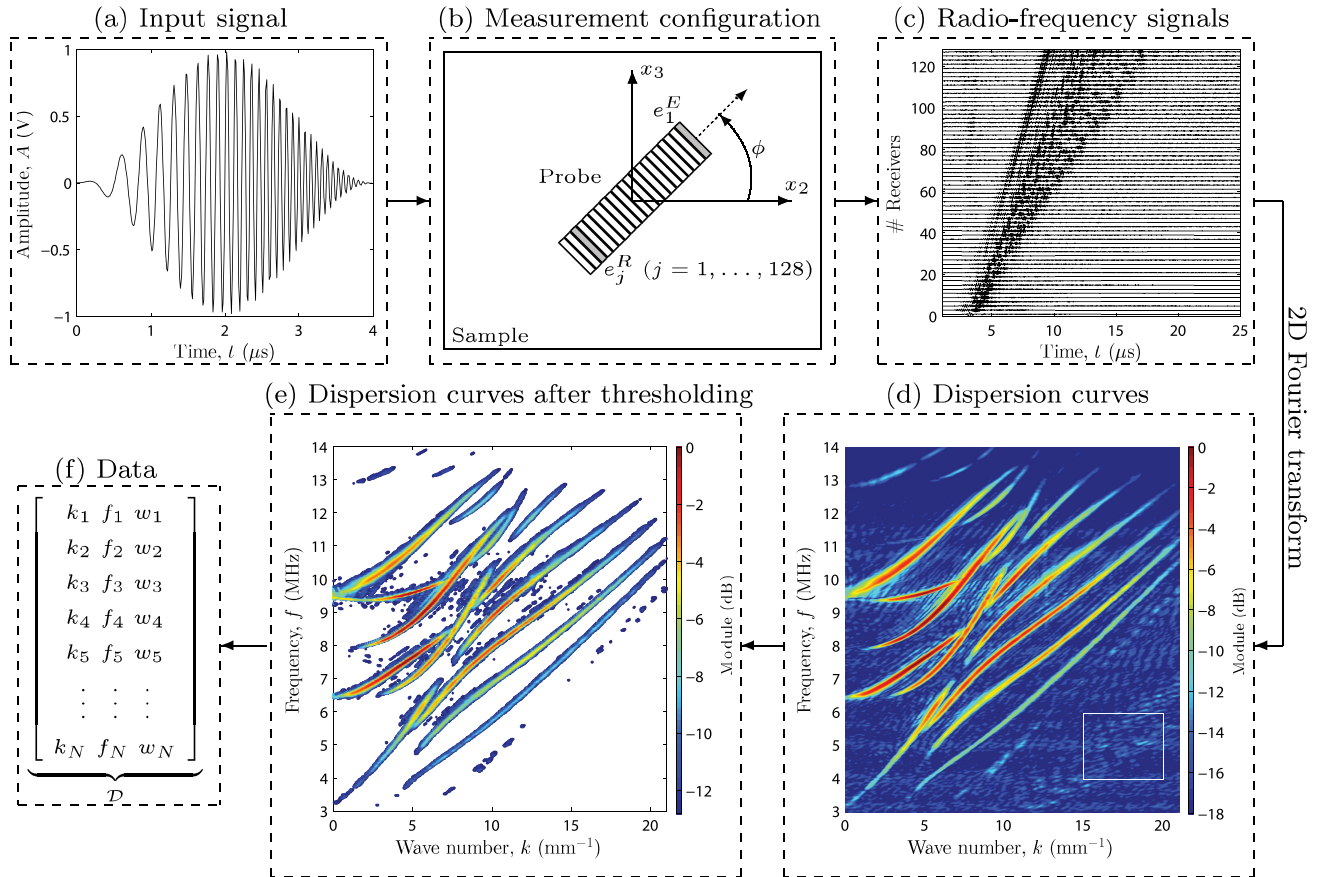 (a) Input signal
1
0.5
0
−0.5
−1
Amplitude, A (V)
0 1 2 3 4
Time, t (μs)
(b) Measurement configuration
x3
e1^E
ϕ
Probe
x2
ej^R (j = 1, . . . , 128)
Sample
(c) Radio-frequency signals
120
100
80
60
40
20
0
# Receivers
5 10 15 20 25
Time, t (μs)
2D Fourier transform
(d) Dispersion curves
14
13
12
11
10
9
8
7
6
5
4
3
Frequency, f (MHz)
0 5 10 15 20
Wave number, k (mm−1)
0
−2
−4
−6
−8
−10
−12
−14
−16
−18
Module (dB)
(e) Dispersion curves after thresholding
14
13
12
11
10
9
8
7
6
5
4
3
Frequency, f (MHz)
0 5 10 15 20
Wave number, k (mm−1)
0
−2
−4
−6
−8
−10
−12
Module (dB)
(f) Data
k1 f1 w1
k2 f2 w2
k3 f3 w3
k4 f4 w4
k5 f5 w5
. . .
. . .
. . .
kN fN wN
D